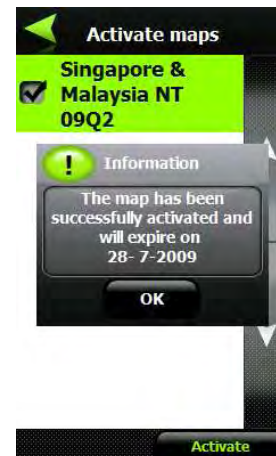 Activate maps
Singapore &
Malaysia NT
09Q2
! Information
The map has been
successfully activated and
will expire on
28- 7-2009
OK
Activate